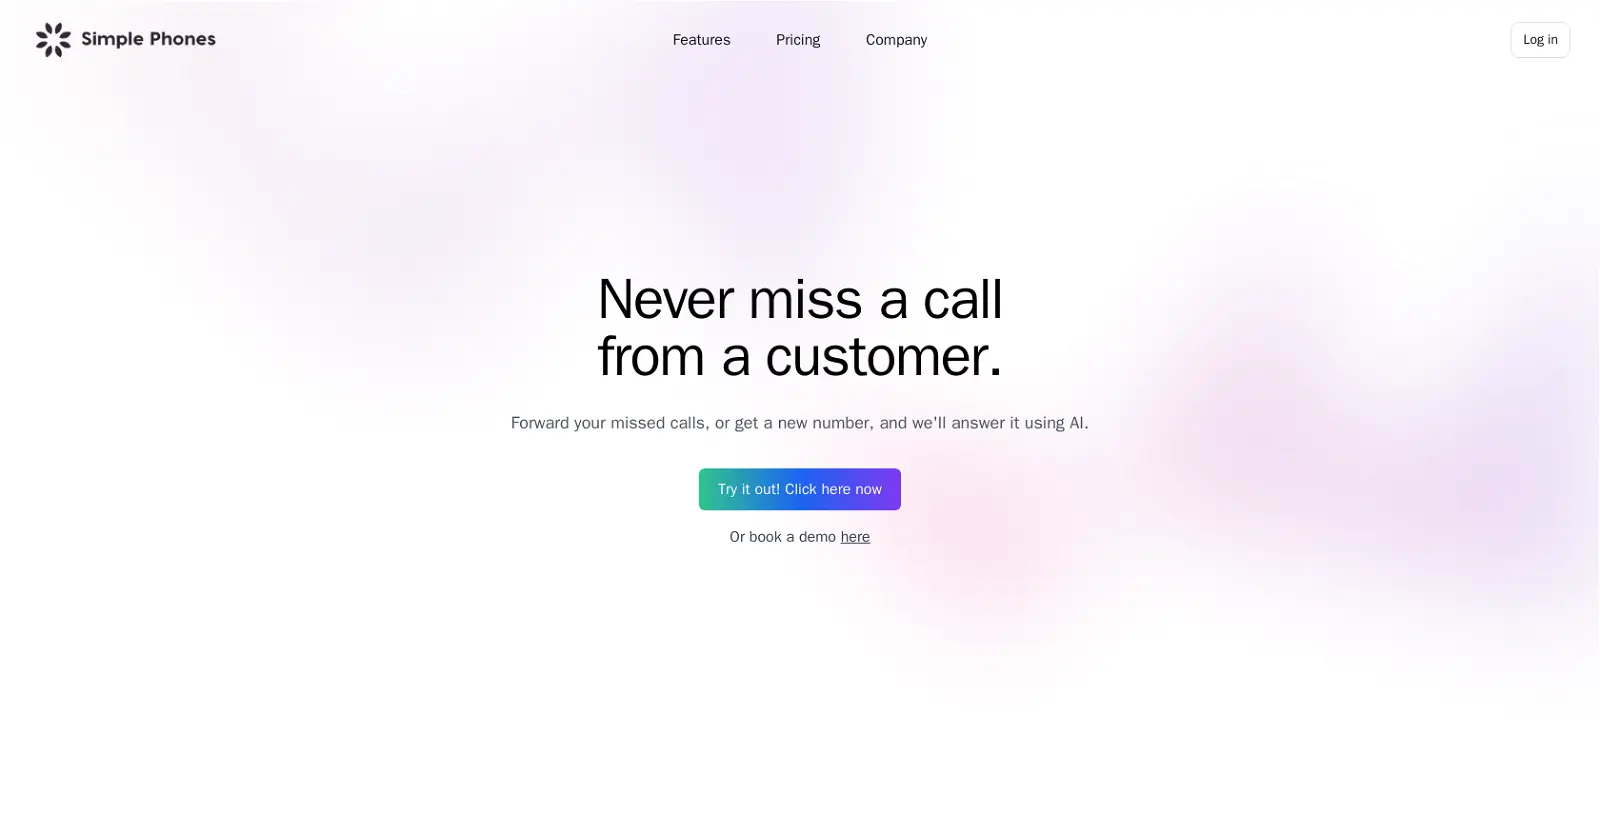 Simple Phones
Features
Pricing
Company
Log in
Never miss a call
from a customer.
Forward your missed calls, or get a new number, and we'll answer it using AI.
Try it out! Click here now
Or book a demo here